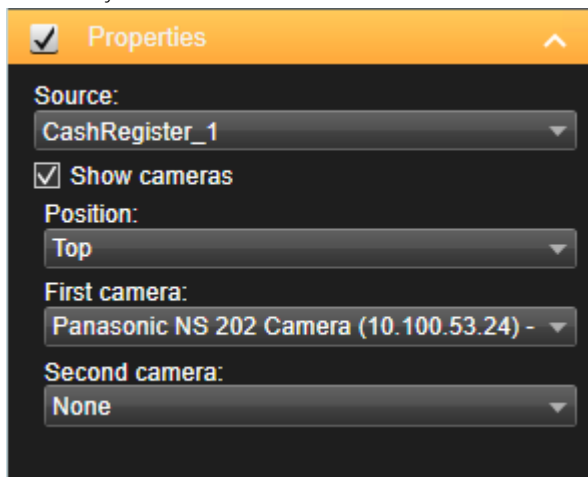 Properties
Source:
CashRegister_1
Show cameras
Position:
Top
First camera:
Panasonic NS 202 Camera (10.100.53.24) -
Second camera:
None